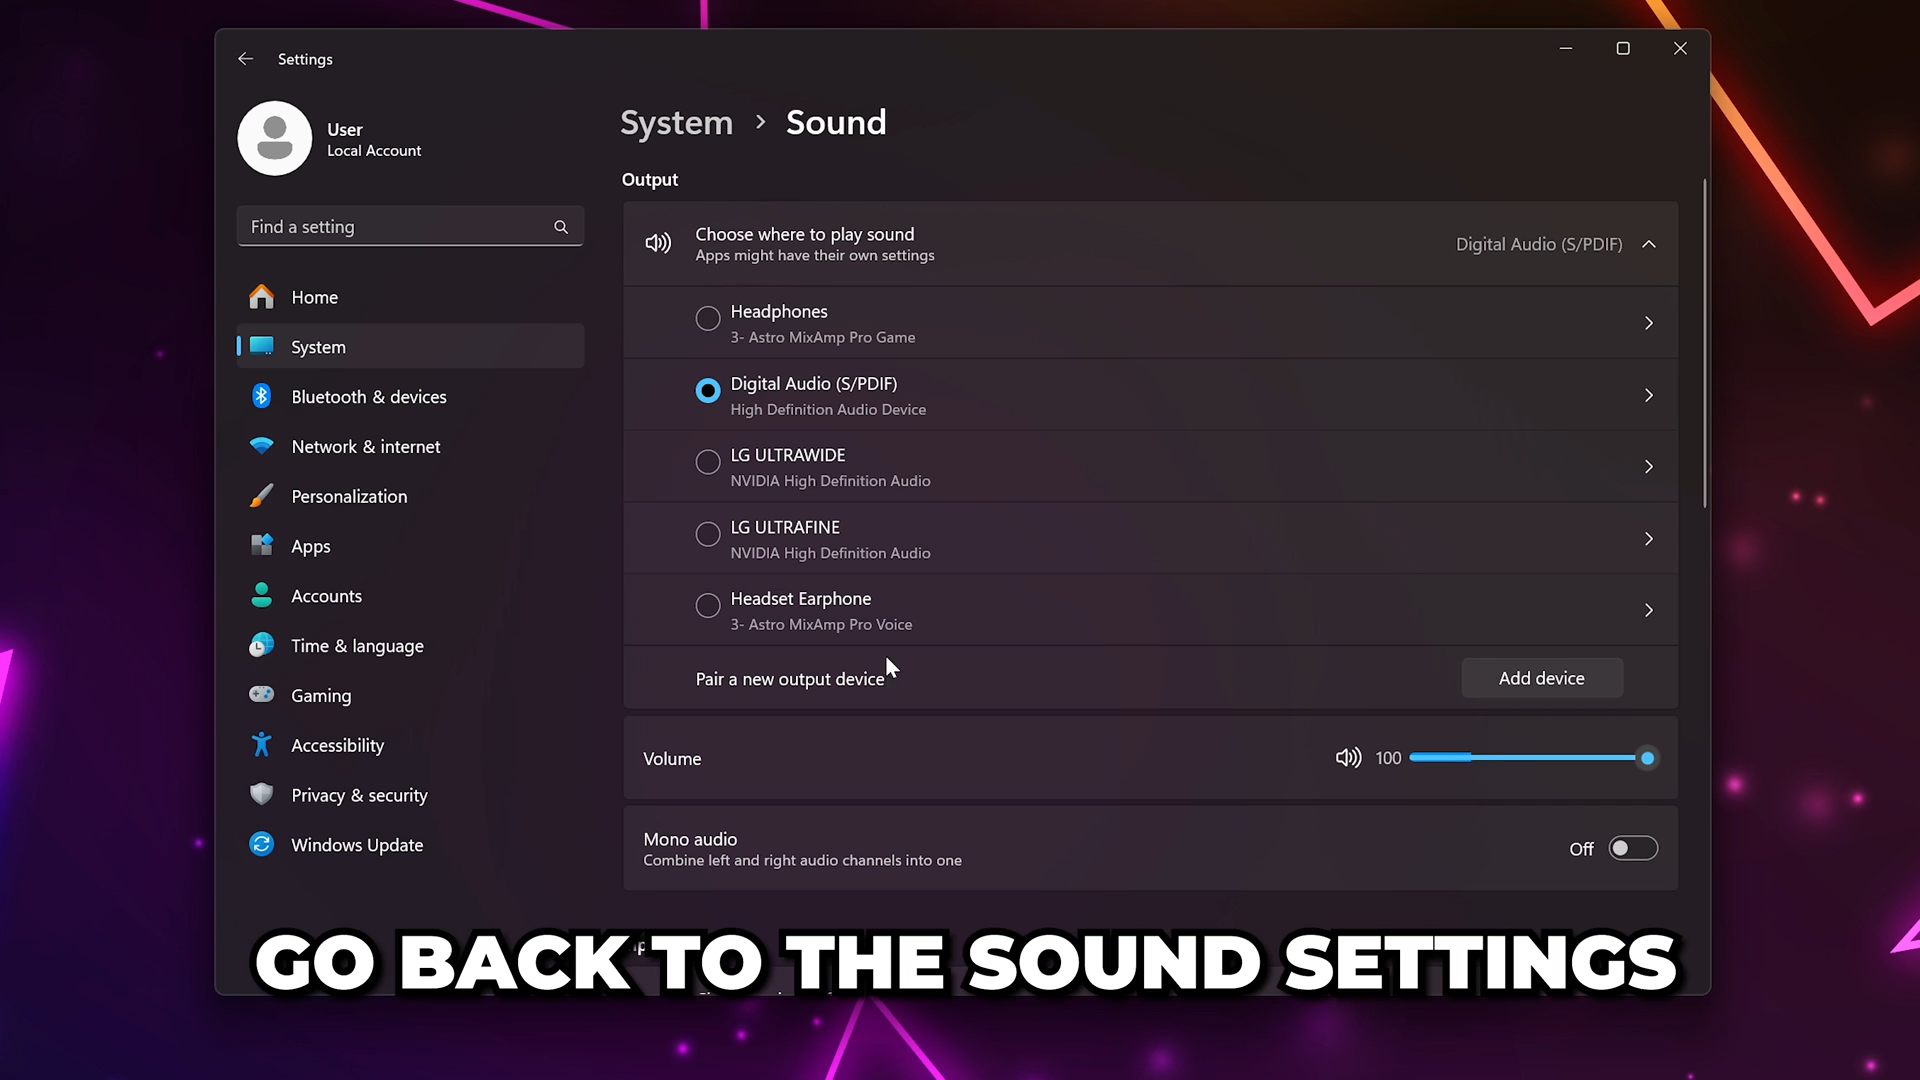 Settings
User
Local Account
Find a setting
Home
System
Bluetooth & devices
Network & internet
Personalization
Apps
Accounts
Time & language
Gaming
Accessibility
Privacy & security
Windows Update
System > Sound
Output
Choose where to play sound
Apps might have their own settings
Digital Audio (S/PDIF)
Headphones
3- Astro MixAmp Pro Game
Digital Audio (S/PDIF)
High Definition Audio Device
LG ULTRAWIDE
NVIDIA High Definition Audio
LG ULTRAFINE
NVIDIA High Definition Audio
Headset Earphone
3- Astro MixAmp Pro Voice
Pair a new output device
Add device
Volume
100
Mono audio
Combine left and right audio channels into one
Off
GO BACK TO THE SOUND SETTINGS